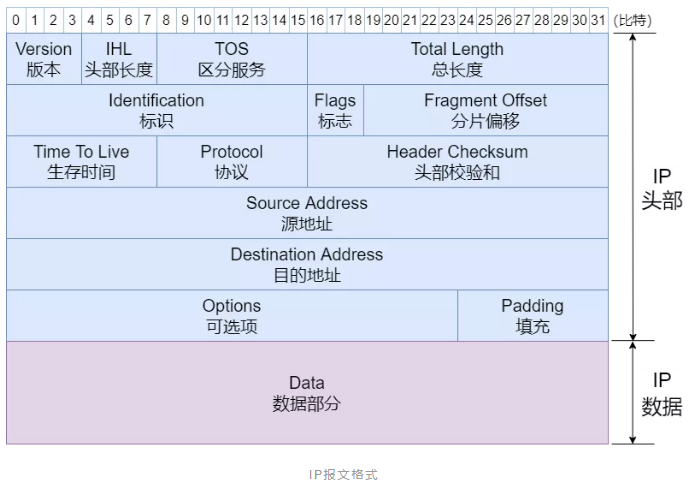 0 1 2 3 4 5 6 7 8 9 10 11 12 13 14 15 16 17 18 19 20 21 22 23 24 25 26 27 28 29 30 31 (比特)
Version IHL TOS Total Length
版本 头部长度 区分服务 总长度
Identification Flags Fragment Offset
标识 标志 分片偏移
Time To Live Protocol Header Checksum
生存时间 协议 头部校验和
Source Address
源地址
Destination Address
目的地址
Options Padding
可选项 填充
IP
头部
Data
数据部分
IP
数据
IP报文格式